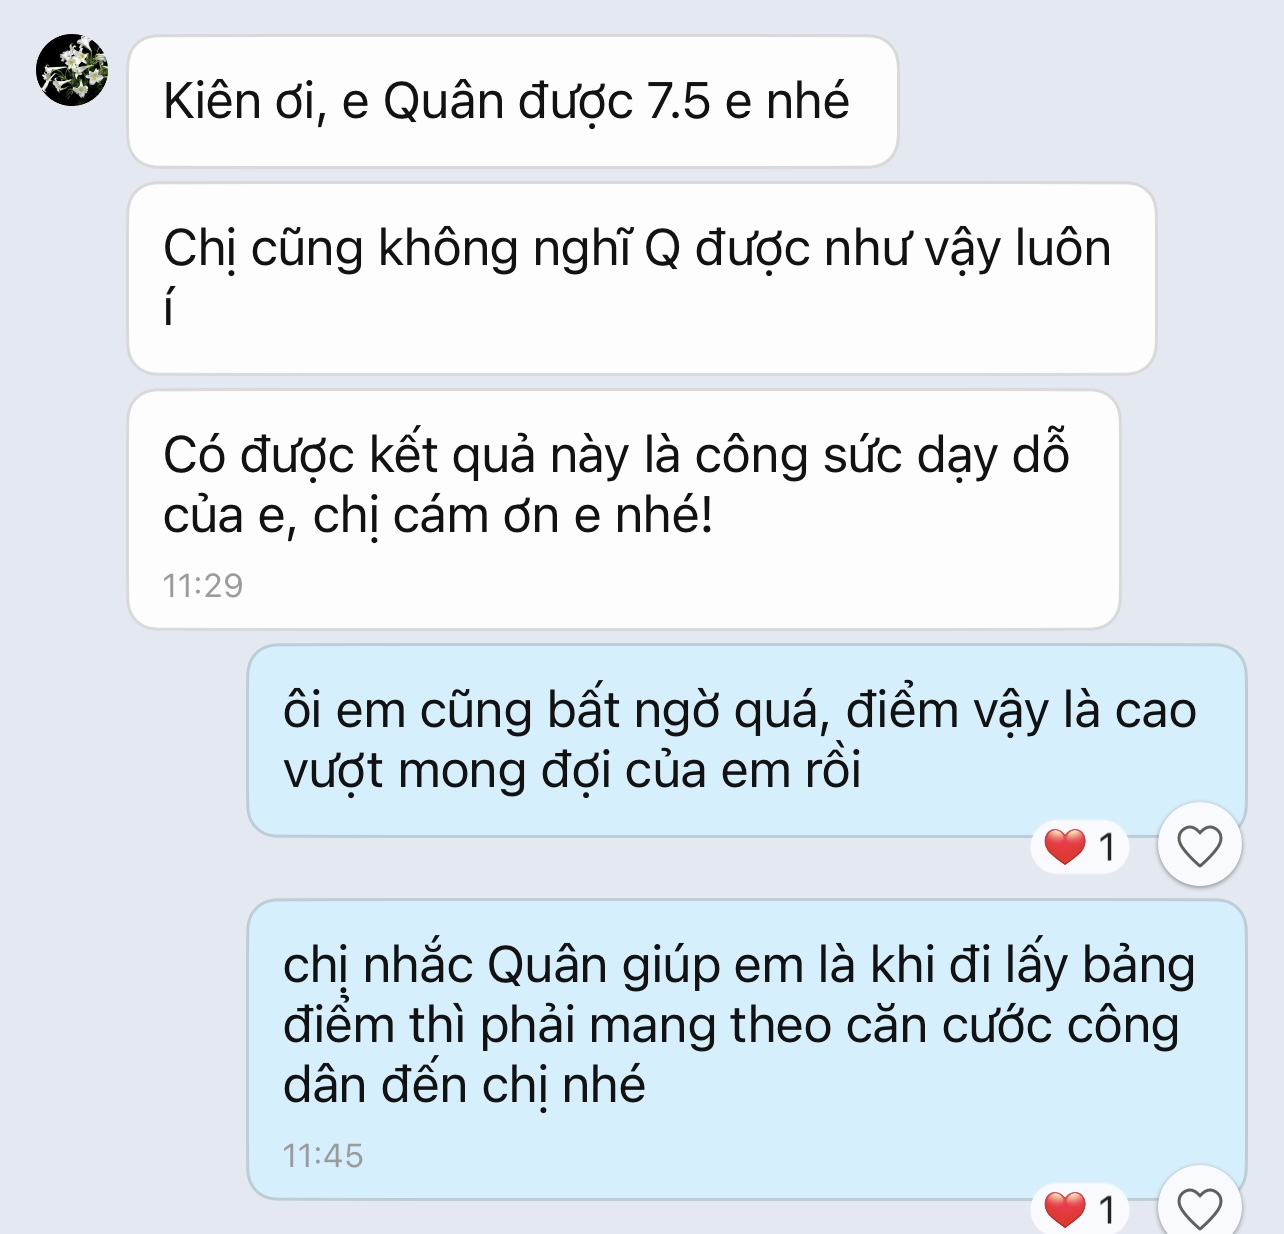 Kiên ơi, e Quân được 7.5 e nhé
Chị cũng không nghĩ Q được như vậy luôn
í
Có được kết quả này là công sức dạy dỗ
của e, chị cám ơn e nhé!
11:29
ôi em cũng bất ngờ quá, điểm vậy là cao
vượt mong đợi của em rồi
❤️ 1
chị nhắc Quân giúp em là khi đi lấy bảng
điểm thì phải mang theo căn cước công
dân đến chị nhé
11:45
❤️ 1